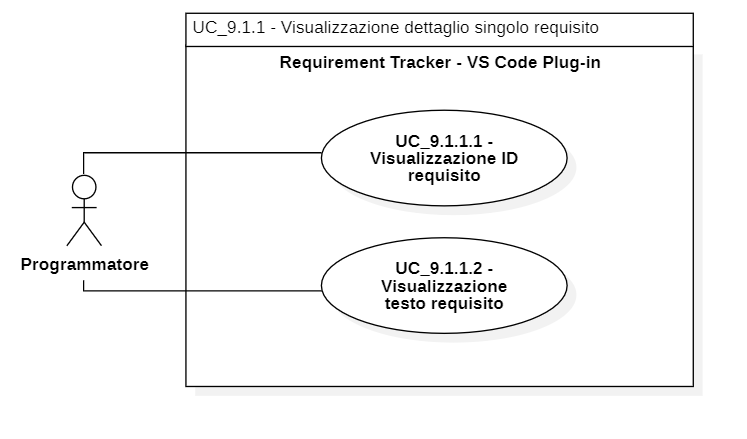 UC_9.1.1 - Visualizzazione dettaglio singolo requisito
Requirement Tracker - VS Code Plug-in
UC_9.1.1.1 -
Visualizzazione ID
requisito
Programmatore
UC_9.1.1.2 -
Visualizzazione
testo requisito